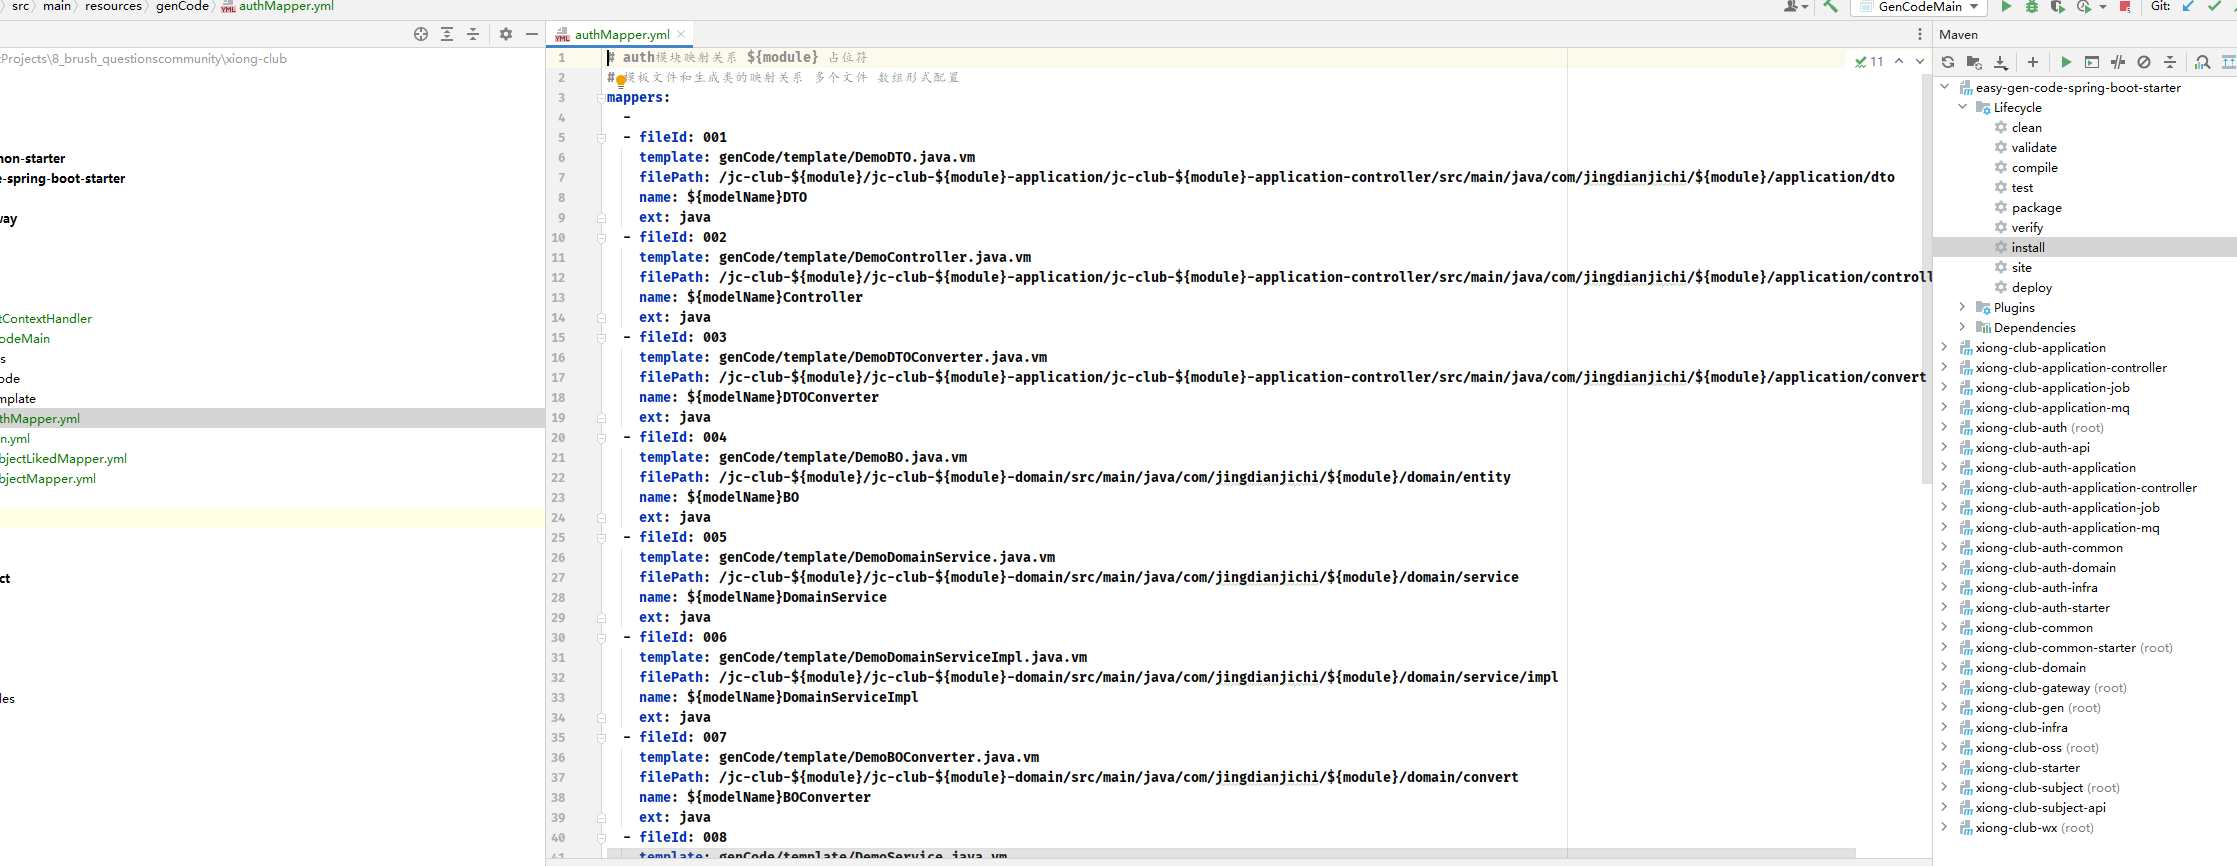 src main resources genCode authMapper.yml
GenCodeMain
Git:
tProjects\8_brush_questionscommunity\xiong-club
non-starter
e-spring-boot-starter
way
tContextHandler
odeMain
s
ode
mplate
thMapper.yml
n.yml
bjectLikedMapper.yml
bjectMapper.yml
ct
les
authMapper.yml
11
1 # auth模块映射关系 ${module} 占位符
2 # 模板文件和生成类的映射关系 多个文件 数组形式配置
3 mappers:
4 -
5 - fileId: 001
6 template: genCode/template/DemoDTO.java.vm
7 filePath: /jc-club-${module}/jc-club-${module}-application/jc-club-${module}-application-controller/src/main/java/com/jingdianjichi/${module}/application/dto
8 name: ${modelName}DTO
9 ext: java
10 - fileId: 002
11 template: genCode/template/DemoController.java.vm
12 filePath: /jc-club-${module}/jc-club-${module}-application/jc-club-${module}-application-controller/src/main/java/com/jingdianjichi/${module}/application/controll
13 name: ${modelName}Controller
14 ext: java
15 - fileId: 003
16 template: genCode/template/DemoDTOConverter.java.vm
17 filePath: /jc-club-${module}/jc-club-${module}-application/jc-club-${module}-application-controller/src/main/java/com/jingdianjichi/${module}/application/convert
18 name: ${modelName}DTOConverter
19 ext: java
20 - fileId: 004
21 template: genCode/template/DemoBO.java.vm
22 filePath: /jc-club-${module}/jc-club-${module}-domain/src/main/java/com/jingdianjichi/${module}/domain/entity
23 name: ${modelName}BO
24 ext: java
25 - fileId: 005
26 template: genCode/template/DemoDomainService.java.vm
27 filePath: /jc-club-${module}/jc-club-${module}-domain/src/main/java/com/jingdianjichi/${module}/domain/service
28 name: ${modelName}DomainService
29 ext: java
30 - fileId: 006
31 template: genCode/template/DemoDomainServiceImpl.java.vm
32 filePath: /jc-club-${module}/jc-club-${module}-domain/src/main/java/com/jingdianjichi/${module}/domain/service/impl
33 name: ${modelName}DomainServiceImpl
34 ext: java
35 - fileId: 007
36 template: genCode/template/DemoBOConverter.java.vm
37 filePath: /jc-club-${module}/jc-club-${module}-domain/src/main/java/com/jingdianjichi/${module}/domain/convert
38 name: ${modelName}BOConverter
39 ext: java
40 - fileId: 008
41 template: genCode/template/DemoService.java.vm
Maven
easy-gen-code-spring-boot-starter
Lifecycle
clean
validate
compile
test
package
verify
install
site
deploy
Plugins
Dependencies
xiong-club-application
xiong-club-application-controller
xiong-club-application-job
xiong-club-application-mq
xiong-club-auth (root)
xiong-club-auth-api
xiong-club-auth-application
xiong-club-auth-application-controller
xiong-club-auth-application-job
xiong-club-auth-application-mq
xiong-club-auth-common
xiong-club-auth-domain
xiong-club-auth-infra
xiong-club-auth-starter
xiong-club-common
xiong-club-common-starter (root)
xiong-club-domain
xiong-club-gateway (root)
xiong-club-gen (root)
xiong-club-infra
xiong-club-oss (root)
xiong-club-starter
xiong-club-subject (root)
xiong-club-subject-api
xiong-club-wx (root)